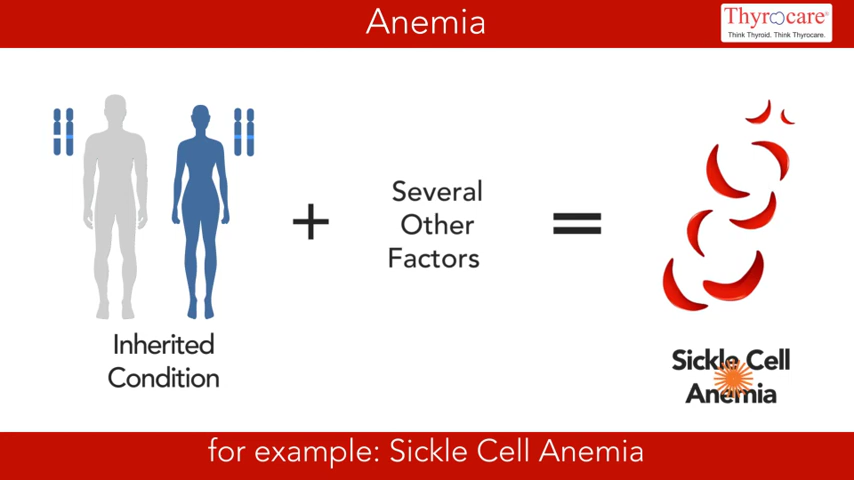 Anemia
Thyrocare®
Think Thyroid. Think Thyrocare.
Several
Other
Factors
Inherited
Condition
Sickle Cell
Anemia
for example: Sickle Cell Anemia